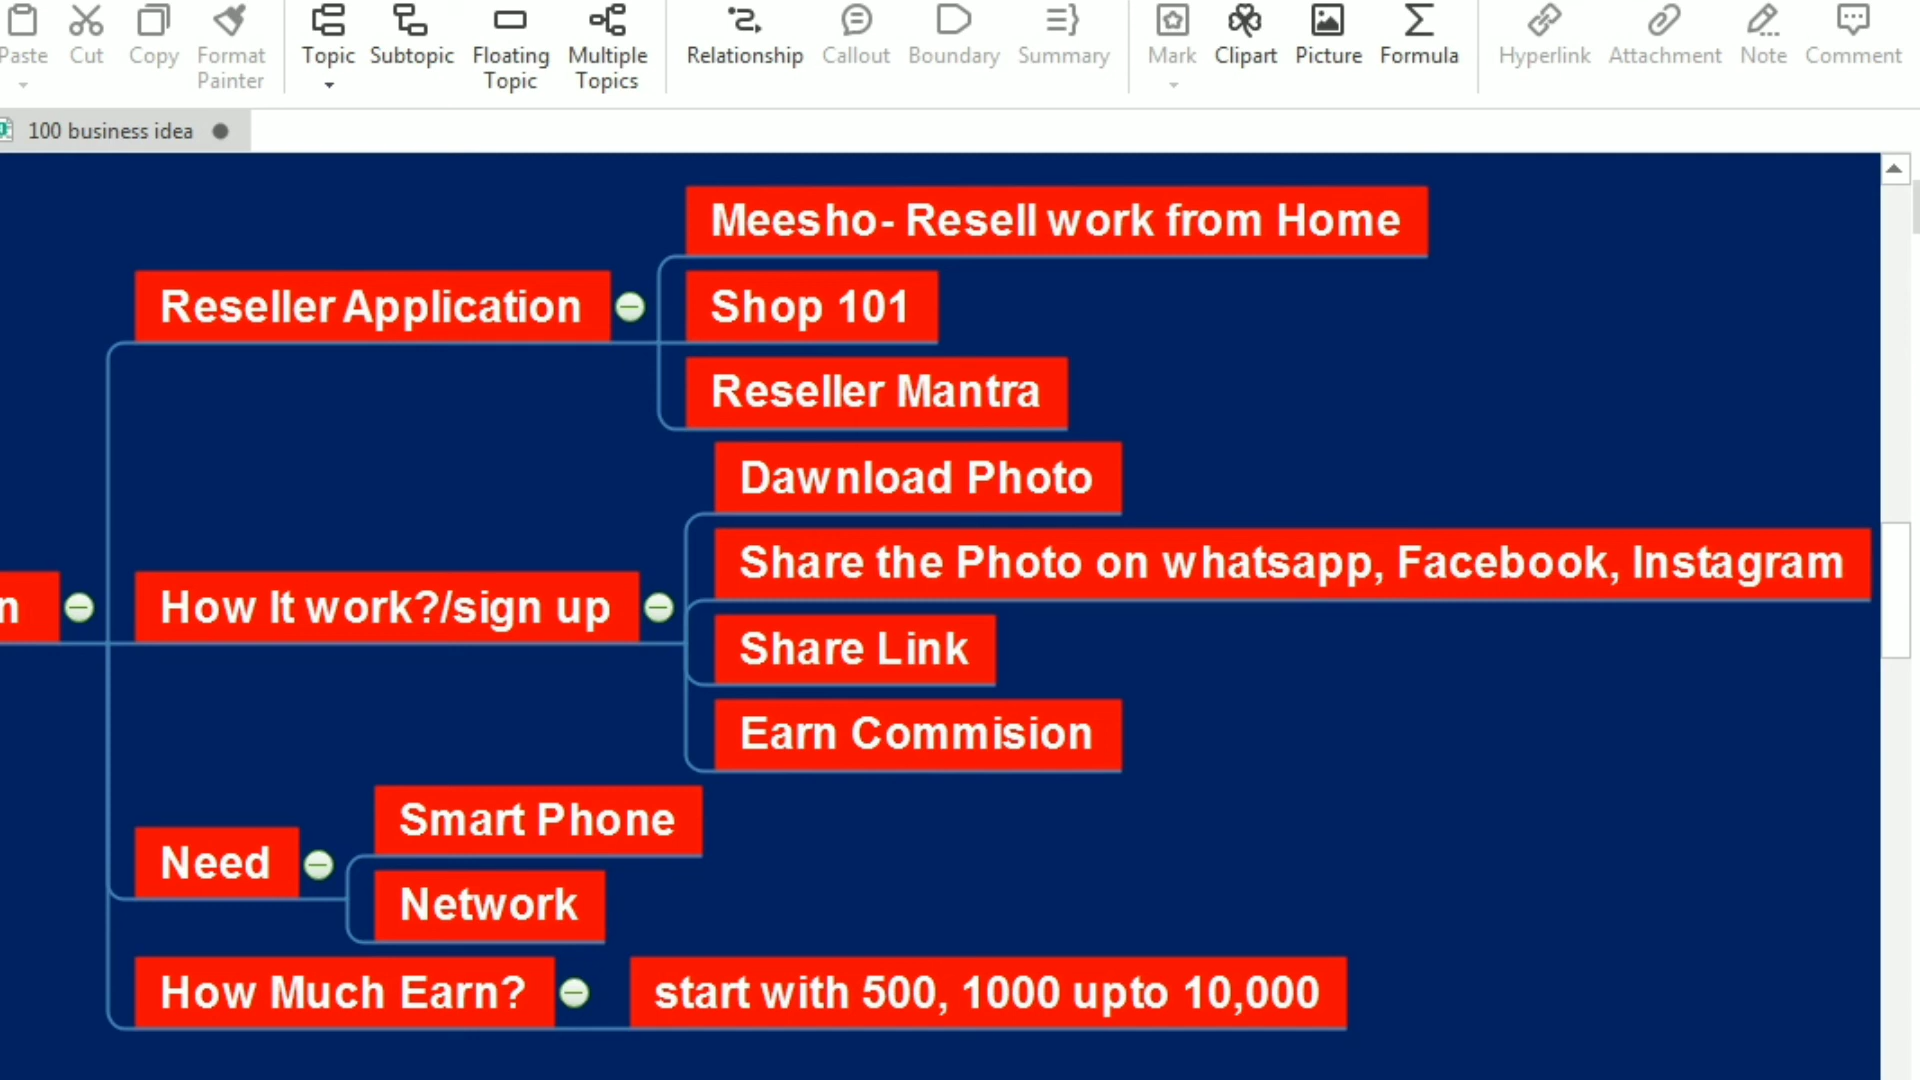 Paste
Cut
Copy
Format
Painter
Topic
Subtopic
Floating
Topic
Multiple
Topics
Relationship
Callout
Boundary
Summary
Mark
Clipart
Picture
Formula
Hyperlink
Attachment
Note
Comment
100 business idea
Meesho- Resell work from Home
Reseller Application
Shop 101
Reseller Mantra
Dawnload Photo
Share the Photo on whatsapp, Facebook, Instagram
n
How It work?/sign up
Share Link
Earn Commision
Smart Phone
Need
Network
How Much Earn?
start with 500, 1000 upto 10,000